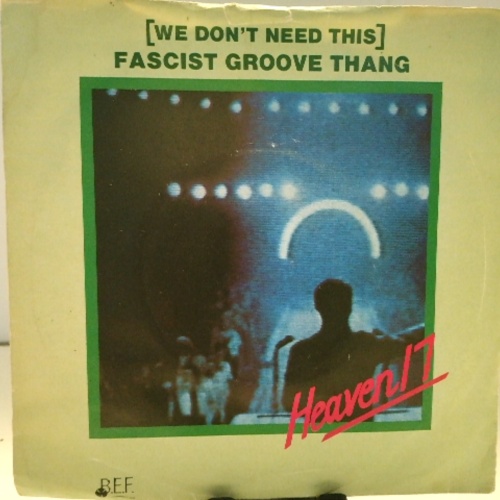 [WE DON'T NEED THIS]
FASCIST GROOVE THANG
Heaven 17
B.E.F.